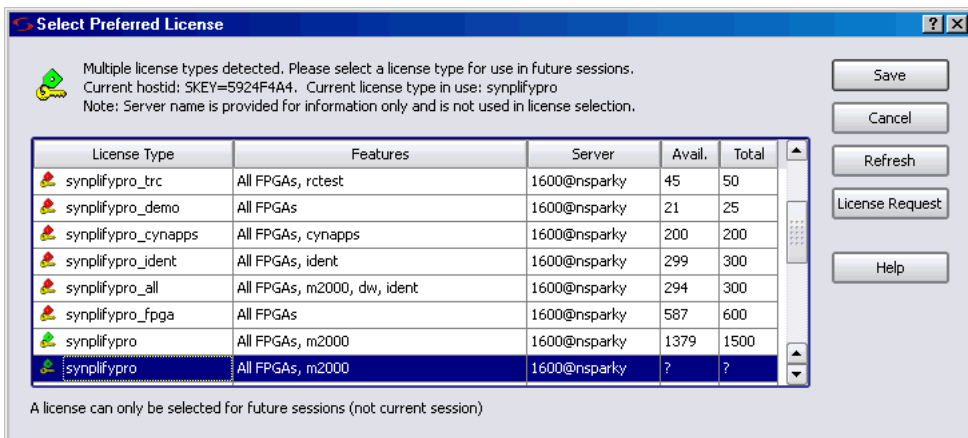 Select Preferred License
Multiple license types detected. Please select a license type for use in future sessions.
Current hostid: SKEY=5924F4A4. Current license type in use: synplifypro
Note: Server name is provided for information only and is not used in license selection.
Save
Cancel
Refresh
License Request
Help
License Type Features Server Avail. Total
synplifypro_trc All FPGAs, rctest 1600@nsparky 45 50
synplifypro_demo All FPGAs 1600@nsparky 21 25
synplifypro_cynapps All FPGAs, cynapps 1600@nsparky 200 200
synplifypro_ident All FPGAs, ident 1600@nsparky 299 300
synplifypro_all All FPGAs, m2000, dw, ident 1600@nsparky 294 300
synplifypro_fpga All FPGAs 1600@nsparky 587 600
synplifypro All FPGAs, m2000 1600@nsparky 1379 1500
synplifypro All FPGAs, m2000 1600@nsparky ? ?
A license can only be selected for future sessions (not current session)